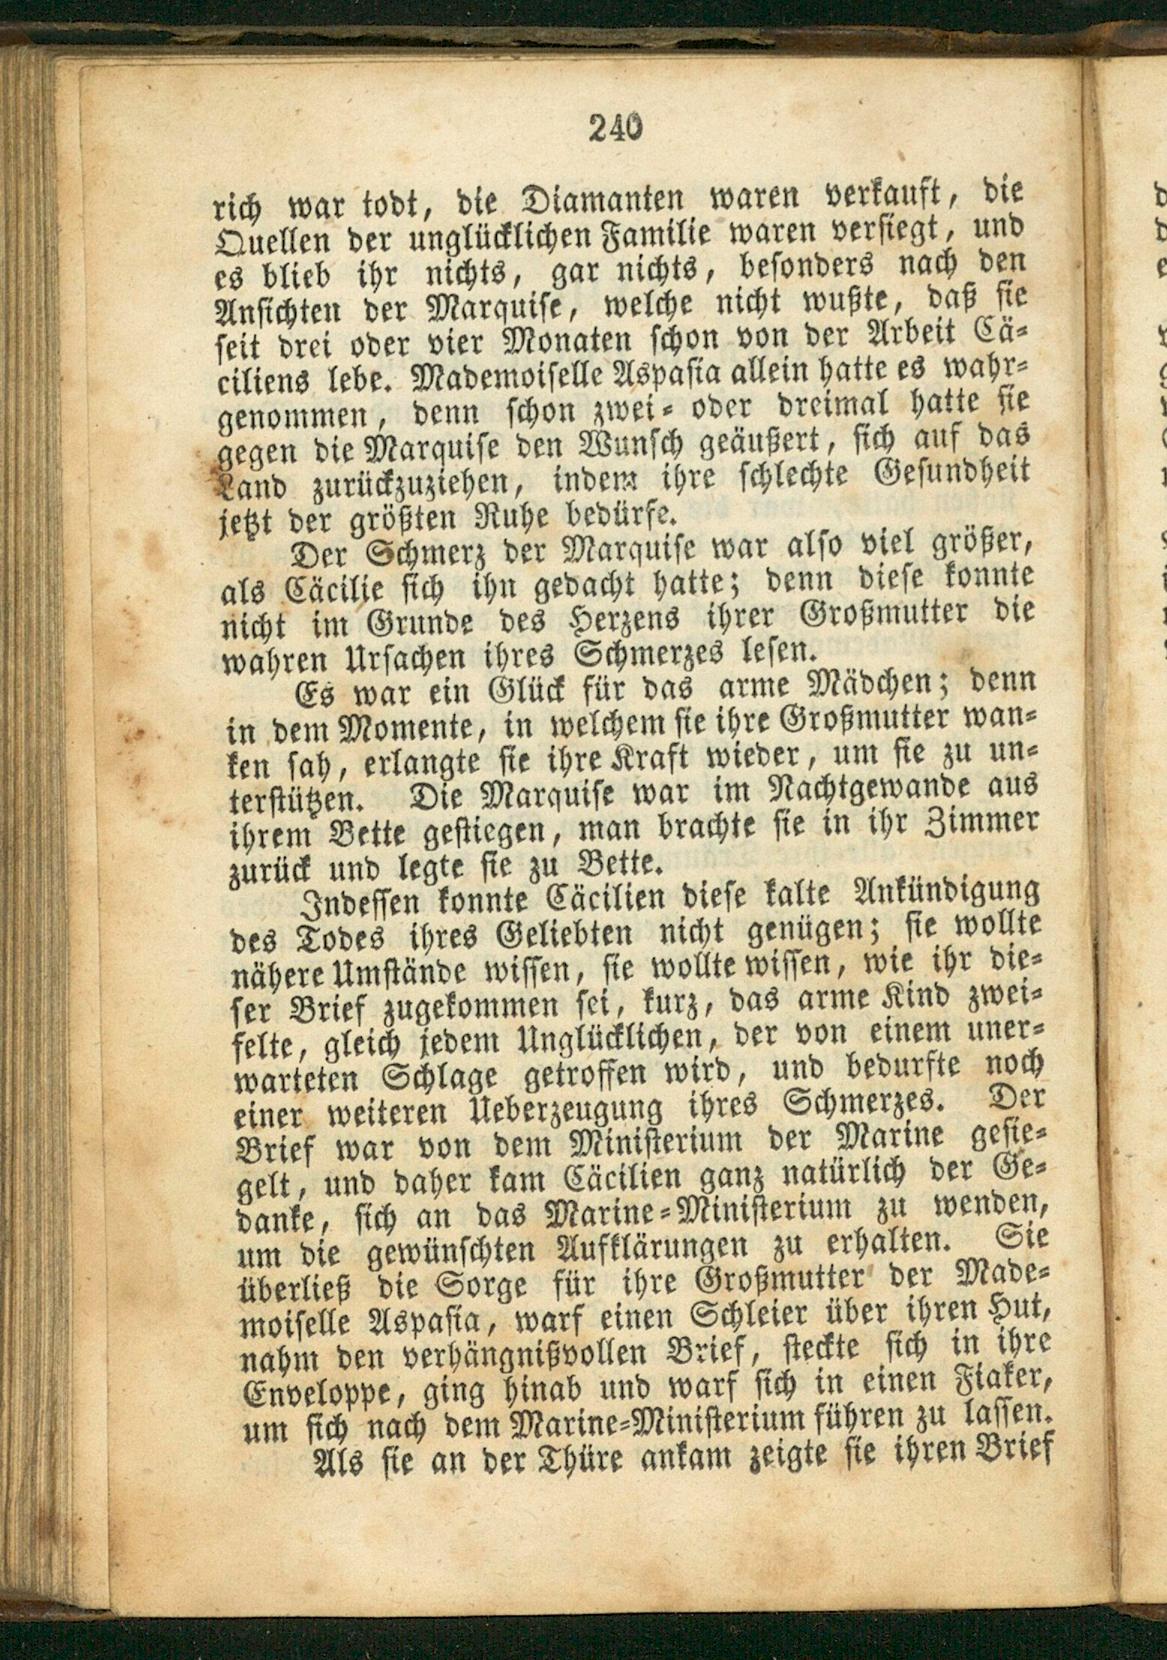 240
rich war todt, die Diamanten waren verkauft, die
Quellen der unglücklichen Familie waren versiegt, und
es blieb ihr nichts, gar nichts, besonders nach den
Ansichten der Marquise, welche nicht wußte, daß sie
seit drei oder vier Monaten schon von der Arbeit Cä-
ciliens lebe. Mademoiselle Aspasia allein hatte es wahr-
genommen, denn schon zwei- oder dreimal hatte sie
gegen die Marquise den Wunsch geäußert, sich auf das
Land zurückzuziehen, indem ihre schlechte Gesundheit
jetzt der größten Ruhe bedürfe.
Der Schmerz der Marquise war also viel größer,
als Cäcilie sich ihn gedacht hatte; denn diese konnte
nicht im Grunde des Herzens ihrer Großmutter die
wahren Ursachen ihres Schmerzes lesen.
Es war ein Glück für das arme Mädchen; denn
in dem Momente, in welchem sie ihre Großmutter wan-
ken sah, erlangte sie ihre Kraft wieder, um sie zu un-
terstützen. Die Marquise war im Nachtgewande aus
ihrem Bette gestiegen, man brachte sie in ihr Zimmer
zurück und legte sie zu Bette.
Indessen konnte Cäcilien diese kalte Ankündigung
des Todes ihres Geliebten nicht genügen; sie wollte
nähere Umstände wissen, sie wollte wissen, wie ihr die-
ser Brief zugekommen sei, kurz, das arme Kind zwei-
felte, gleich jedem Unglücklichen, der von einem uner-
warteten Schlage getroffen wird, und bedurfte noch
einer weiteren Ueberzeugung ihres Schmerzes. Der
Brief war von dem Ministerium der Marine gesie-
gelt, und daher kam Cäcilien ganz natürlich der Ge-
danke, sich an das Marine-Ministerium zu wenden,
um die gewünschten Aufklärungen zu erhalten. Sie
überließ die Sorge für ihre Großmutter der Made-
moiselle Aspasia, warf einen Schleier über ihren Hut,
nahm den verhängnißvollen Brief, steckte sich in ihre
Enveloppe, ging hinab und warf sich in einen Fiaker,
um sich nach dem Marine-Ministerium führen zu lassen.
Als sie an der Thüre ankam zeigte sie ihren Brief